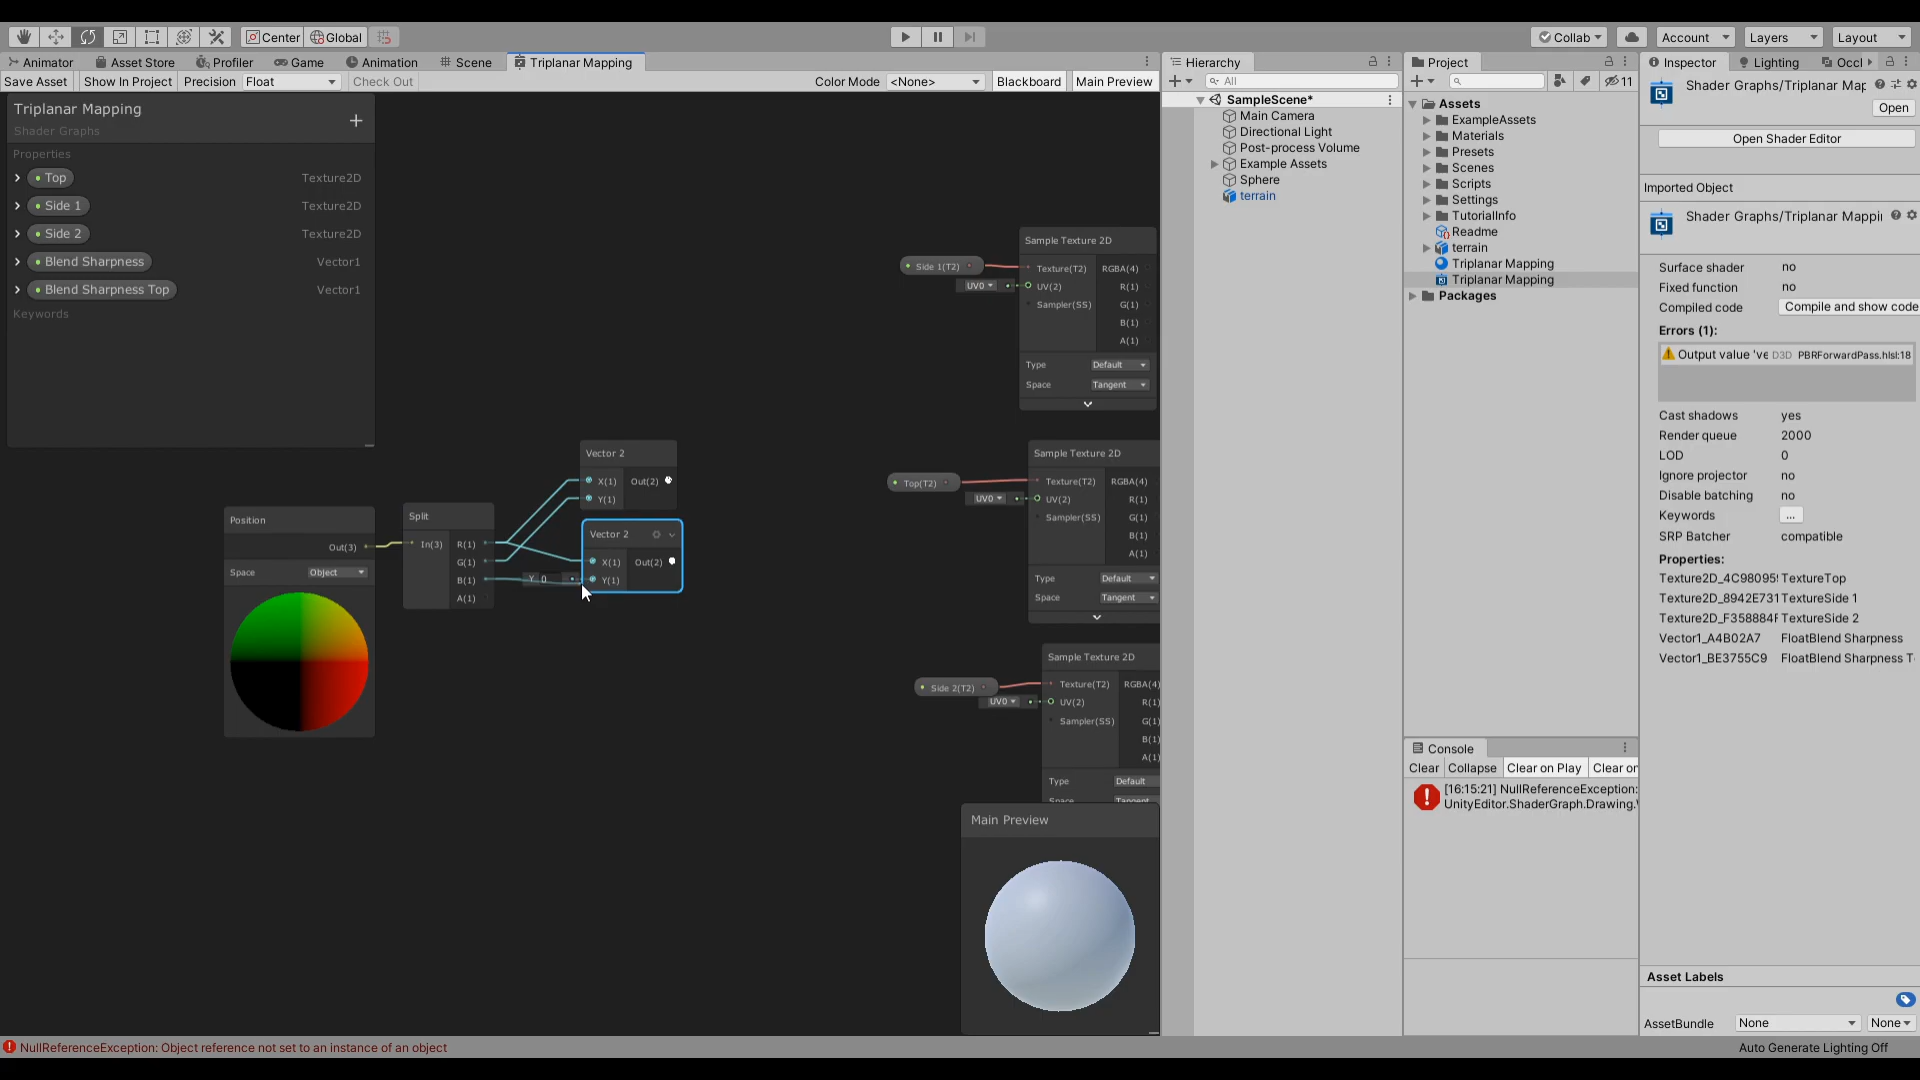 Center
Global
Collab
Account
Layers
Layout
Animator
Asset Store
Profiler
Game
Animation
Scene
Triplanar Mapping
Save Asset
Show In Project
Precision
Float
Check Out
Color Mode
<None>
Blackboard
Main Preview
Triplanar Mapping
Shader Graphs
Properties
Top
Texture2D
Side 1
Texture2D
Side 2
Texture2D
Blend Sharpness
Vector1
Blend Sharpness Top
Vector1
Keywords
Position
Out(3)
Space
Object
Split
In(3)
R(1)
G(1)
B(1)
A(1)
Vector 2
X(1)
Out(2)
Y(1)
Vector 2
X(1)
Out(2)
Y 0
Y(1)
Side 1(T2)
UV0
Sample Texture 2D
Texture(T2)
RGBA(4)
UV(2)
R(1)
Sampler(SS)
G(1)
B(1)
A(1)
Type
Default
Space
Tangent
Top(T2)
UV0
Sample Texture 2D
Texture(T2)
RGBA(4)
UV(2)
R(1)
Sampler(SS)
G(1)
B(1)
A(1)
Type
Default
Space
Tangent
Side 2(T2)
UV0
Sample Texture 2D
Texture(T2)
RGBA(4)
UV(2)
R(1)
Sampler(SS)
G(1)
B(1)
A(1)
Type
Default
Space
Tangent
Main Preview
Hierarchy
All
SampleScene*
Main Camera
Directional Light
Post-process Volume
Example Assets
Sphere
terrain
Project
11
Assets
ExampleAssets
Materials
Presets
Scenes
Scripts
Settings
TutorialInfo
Readme
terrain
Triplanar Mapping
Triplanar Mapping
Packages
Console
Clear
Collapse
Clear on Play
Clear on
[16:15:21] NullReferenceException:
UnityEditor.ShaderGraph.Drawing.
Inspector
Lighting
Occl
Shader Graphs/Triplanar Map
Open
Open Shader Editor
Imported Object
Shader Graphs/Triplanar Mappi
Surface shader no
Fixed function no
Compiled code Compile and show code
Errors (1):
Output value 've D3D PBRForwardPass.hlsl:18
Cast shadows yes
Render queue 2000
LOD 0
Ignore projector no
Disable batching no
Keywords ...
SRP Batcher compatible
Properties:
Texture2D_4C98095 TextureTop
Texture2D_8942E731 TextureSide 1
Texture2D_F358884F TextureSide 2
Vector1_A4B02A7 FloatBlend Sharpness
Vector1_BE3755C9 FloatBlend Sharpness T
Asset Labels
AssetBundle
None
None
NullReferenceException: Object reference not set to an instance of an object
Auto Generate Lighting Off